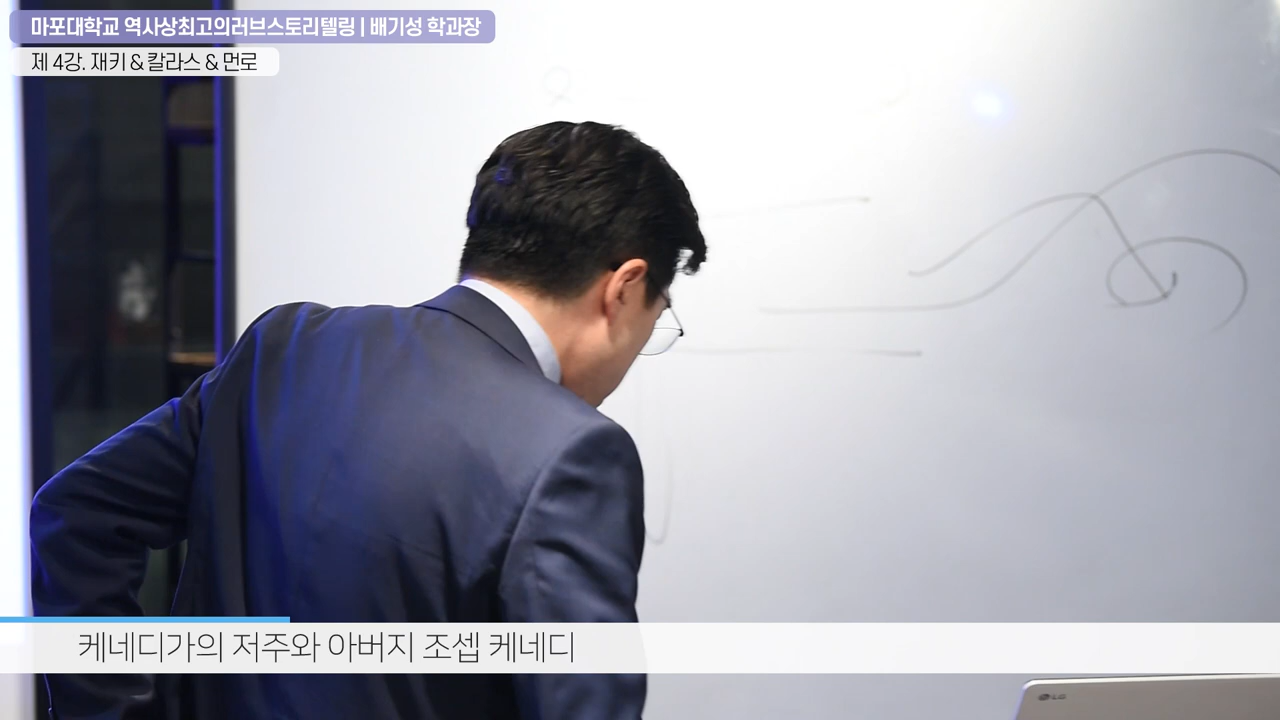 마포대학교 역사상최고의러브스토리텔링 | 배기성 학과장
제 4강. 재키 & 칼라스 & 먼로
케네디가의 저주와 아버지 조셉 케네디
LG